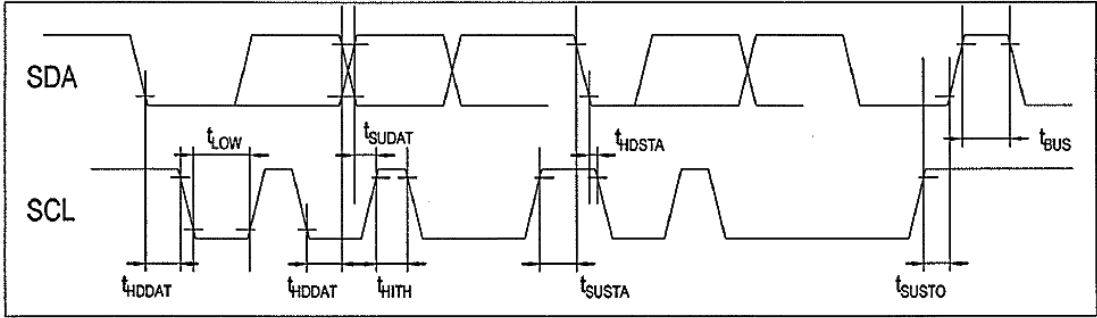 SDA
tLOW
tSUDAT
tHDSTA
tBUS
SCL
tHDDAT
tHDDAT
tHITH
tSUSTA
tSUSTO